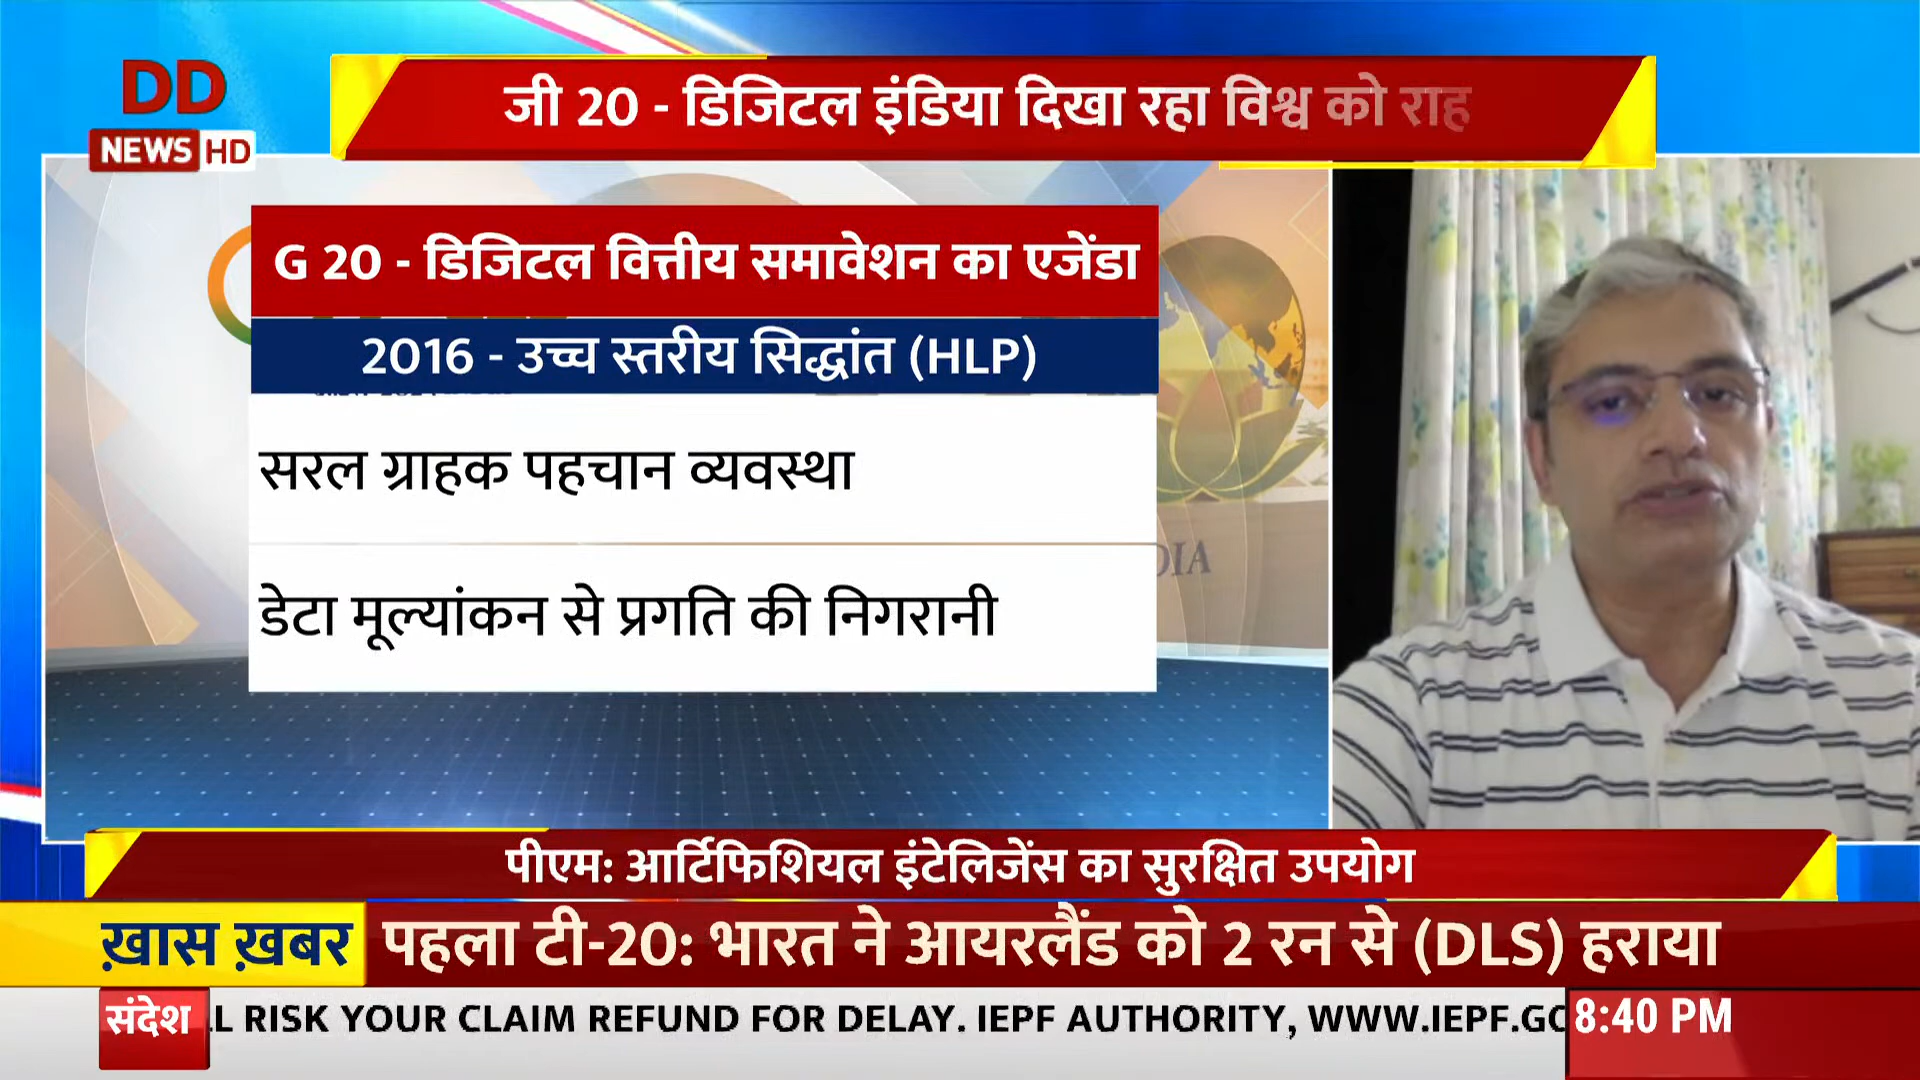 DD
NEWS HD
जी 20 - डिजिटल इंडिया दिखा रहा विश्व को राह
G 20 - डिजिटल वित्तीय समावेशन का एजेंडा
2016 - उच्च स्तरीय सिद्धांत (HLP)
सरल ग्राहक पहचान व्यवस्था
डेटा मूल्यांकन से प्रगति की निगरानी
पीएम: आर्टिफिशियल इंटेलिजेंस का सुरक्षित उपयोग
ख़ास ख़बर पहला टी-20: भारत ने आयरलैंड को 2 रन से (DLS) हराया
संदेश LL RISK YOUR CLAIM REFUND FOR DELAY. IEPF AUTHORITY, WWW.IEPF.GO 8:40 PM